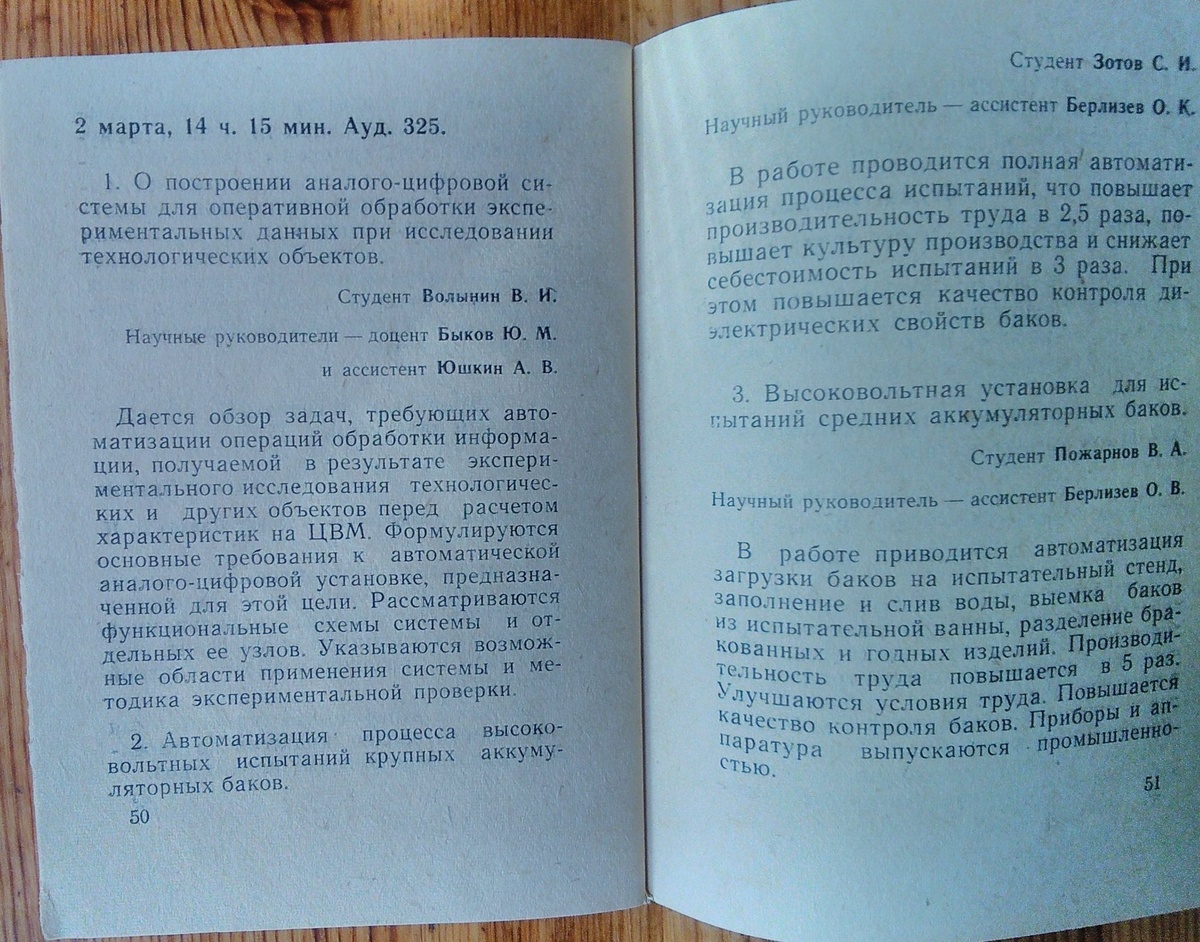 2 марта, 14 ч. 15 мин. Ауд. 325.
1. О построении аналого-цифровой си-
стемы для оперативной обработки экспе-
риментальных данных при исследовании
технологических объектов.
Студент Волынин В. И.
Научные руководители — доцент Быков Ю. М.
и ассистент Юшкин А. В.
Дается обзор задач, требующих авто-
матизации операций обработки информа-
ции, получаемой в результате экспери-
ментального исследования технологичес-
ких и других объектов перед расчетом
характеристик на ЦВМ. Формулируются
основные требования к автоматической
аналого-цифровой установке, предназна-
ченной для этой цели. Рассматриваются
функциональные схемы системы и от-
дельных ее узлов. Указываются возмож-
ные области применения системы и ме-
тодика экспериментальной проверки.
2. Автоматизация процесса высоко-
вольтных испытаний крупных аккуму-
ляторных баков.
50
Студент Зотов С. И.
Научный руководитель — ассистент Берлизев О. К.
В работе проводится полная автомати-
зация процесса испытаний, что повышает
производительность труда в 2,5 раза, по-
вышает культуру производства и снижает
себестоимость испытаний в 3 раза. При
этом повышается качество контроля ди-
электрических свойств баков.
3. Высоковольтная установка для ис-
пытаний средних аккумуляторных баков.
Студент Пожарнов В. А.
Научный руководитель — ассистент Берлизев О. В.
В работе приводится автоматизация
загрузки баков на испытательный стенд,
заполнение и слив воды, выемка баков
из испытательной ванны, разделение бра-
кованных и годных изделий. Производи-
тельность труда повышается в 5 раз.
Улучшаются условия труда. Повышается
качество контроля баков. Приборы и ап-
паратура выпускаются промышленно-
стью.
51